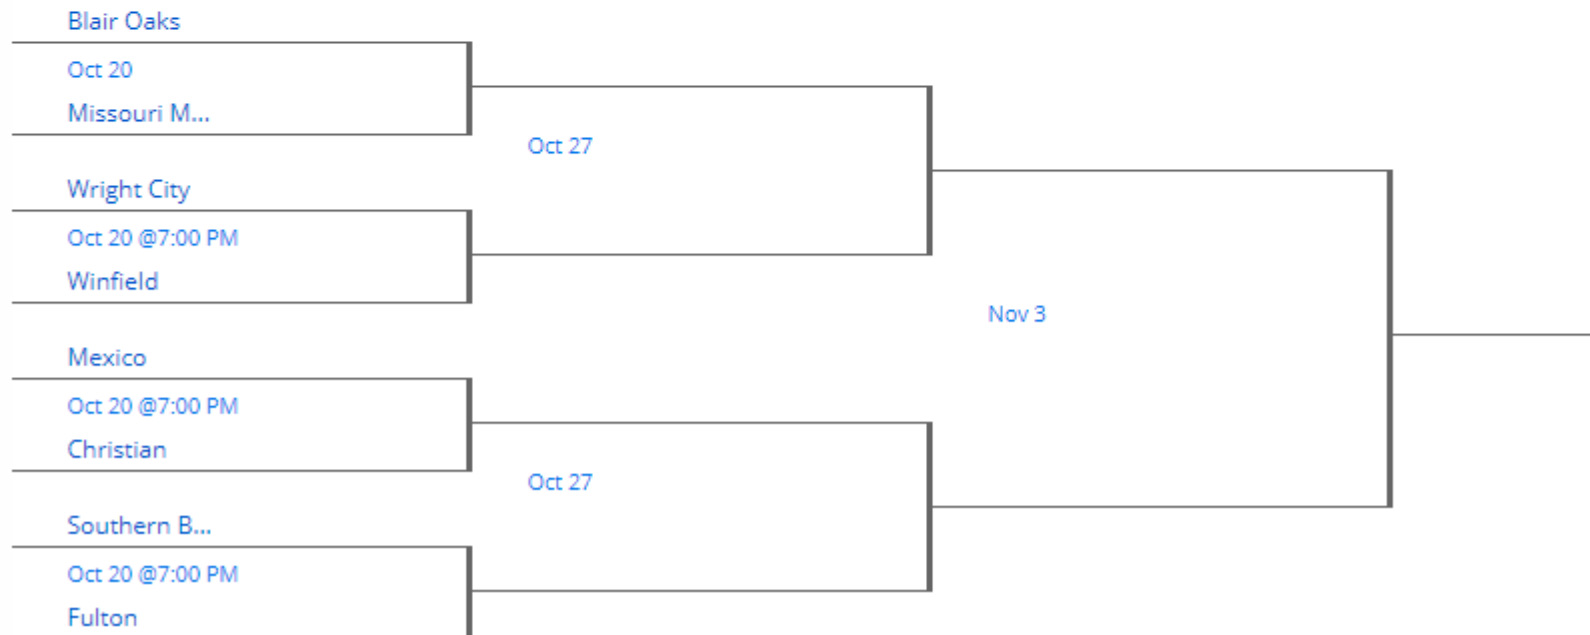 Blair Oaks
Oct 20
Missouri M...
Oct 27
Wright City
Oct 20 @7:00 PM
Winfield
Nov 3
Mexico
Oct 20 @7:00 PM
Christian
Oct 27
Southern B...
Oct 20 @7:00 PM
Fulton